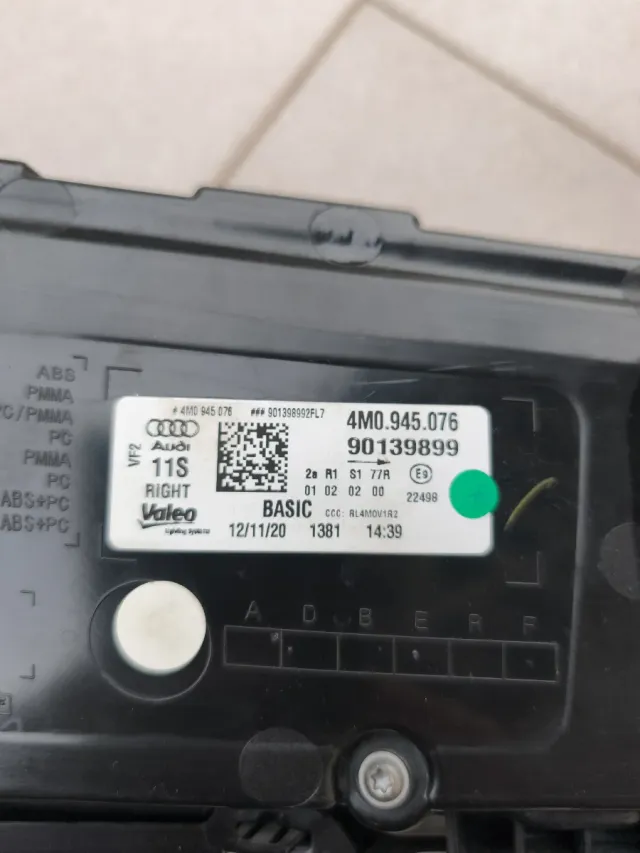 ABS
PMMA
PC/PMMA
PC
PMMA
PC
ABS+PC
ABS+PC
# 4M0 945 076 ### 901398992FL7
4M0.945.076
90139899
Audi
VF2
11S
RIGHT
Valeo
2a R1 S1 77R
01 02 02 00
E9
22498
BASIC CCC: RL4M0V1R2
12/11/20 1381 14:39
A D B E R F